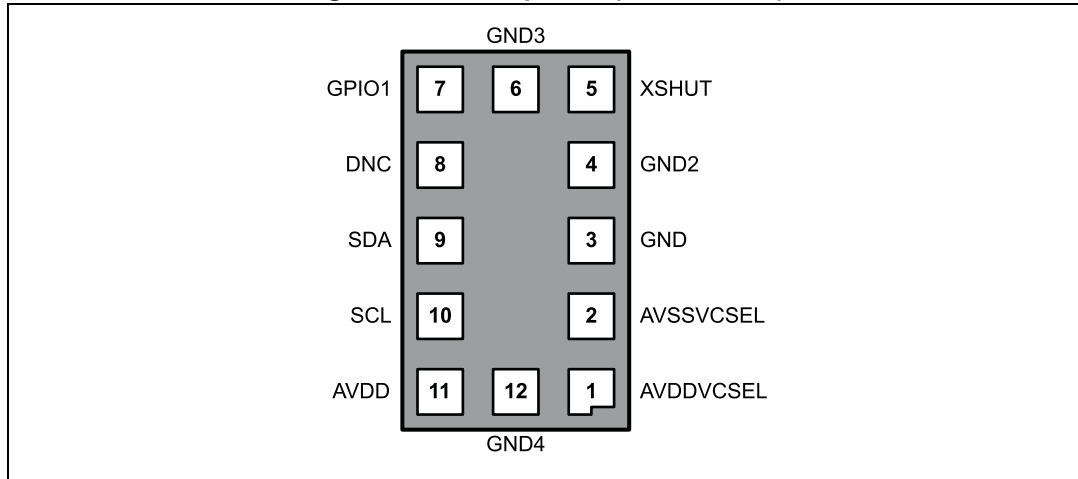 GND3
GPIO1 7 6 5 XSHUT
DNC 8 4 GND2
SDA 9 3 GND
SCL 10 2 AVSSVCSEL
AVDD 11 12 1 AVDDVCSEL
GND4